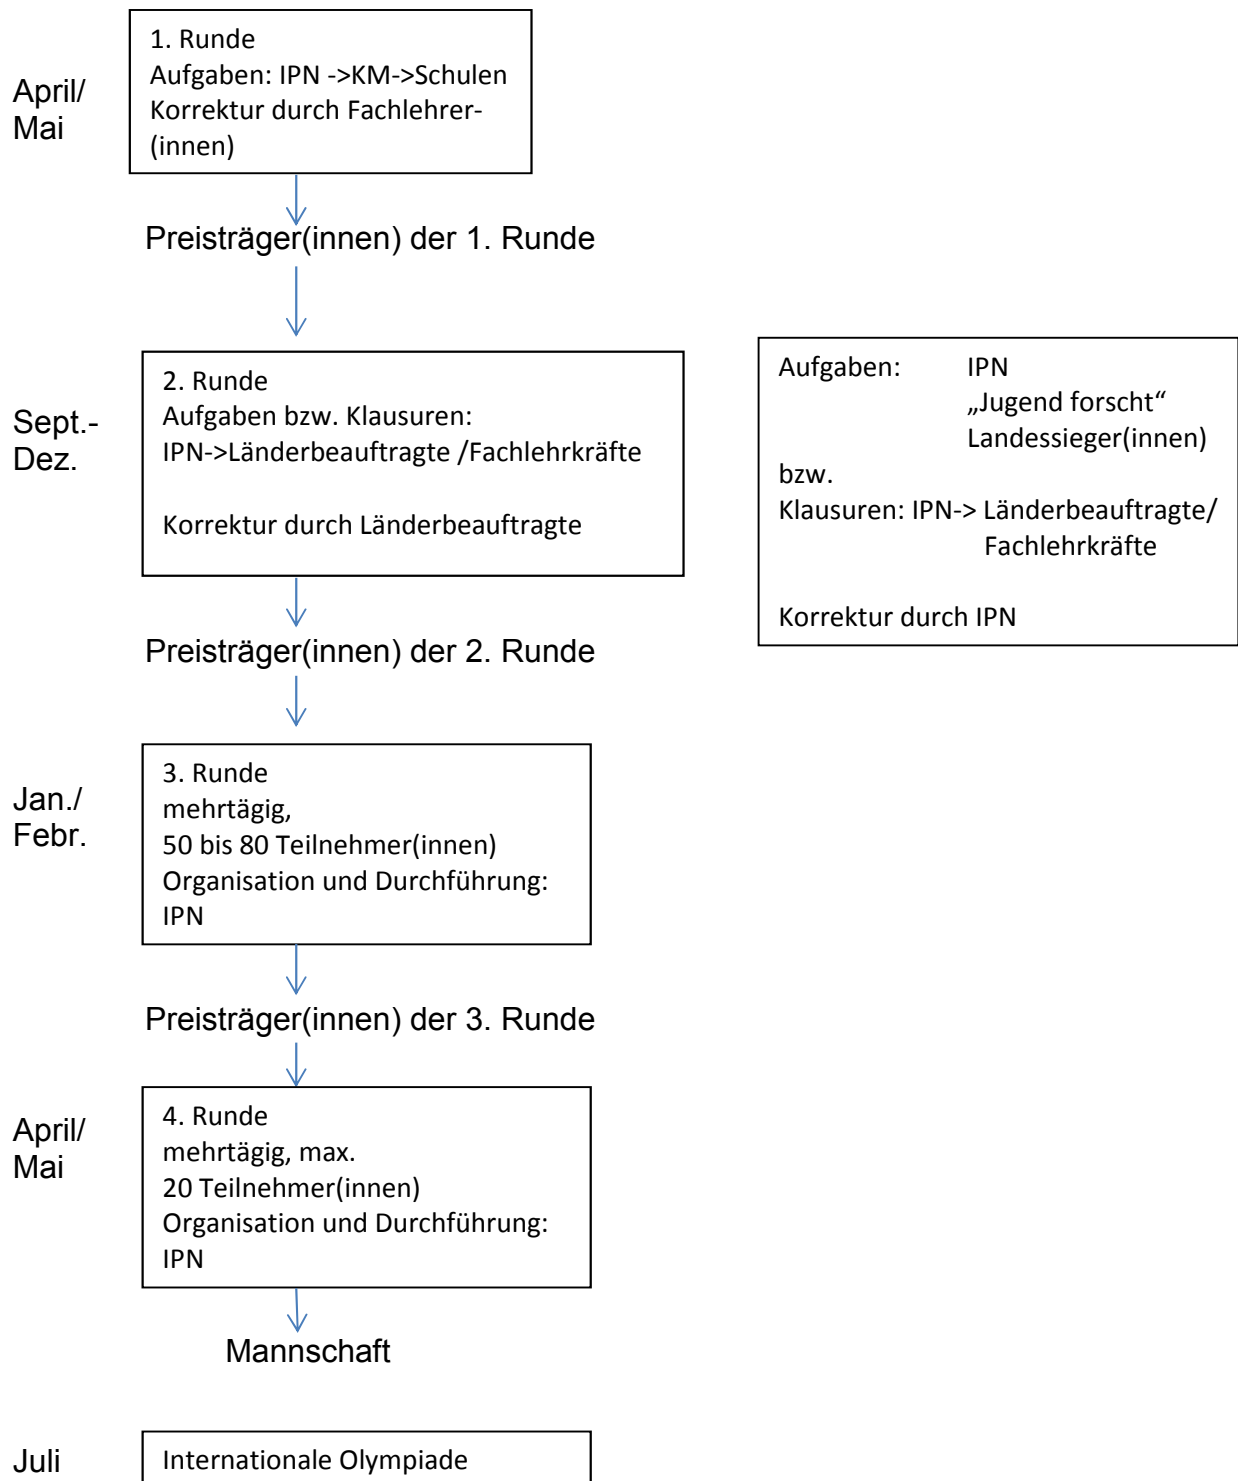 April/
Mai
1. Runde
Aufgaben: IPN ->KM->Schulen
Korrektur durch Fachlehrer-
(innen)
Preisträger(innen) der 1. Runde
Sept.-
Dez.
2. Runde
Aufgaben bzw. Klausuren:
IPN->Länderbeauftragte /Fachlehrkräfte
Korrektur durch Länderbeauftragte
Aufgaben: IPN
„Jugend forscht“
Landessieger(innen)
bzw.
Klausuren: IPN-> Länderbeauftragte/
Fachlehrkräfte
Korrektur durch IPN
Preisträger(innen) der 2. Runde
Jan./
Febr.
3. Runde
mehrtägig,
50 bis 80 Teilnehmer(innen)
Organisation und Durchführung:
IPN
Preisträger(innen) der 3. Runde
April/
Mai
4. Runde
mehrtägig, max.
20 Teilnehmer(innen)
Organisation und Durchführung:
IPN
Mannschaft
Juli
Internationale Olympiade